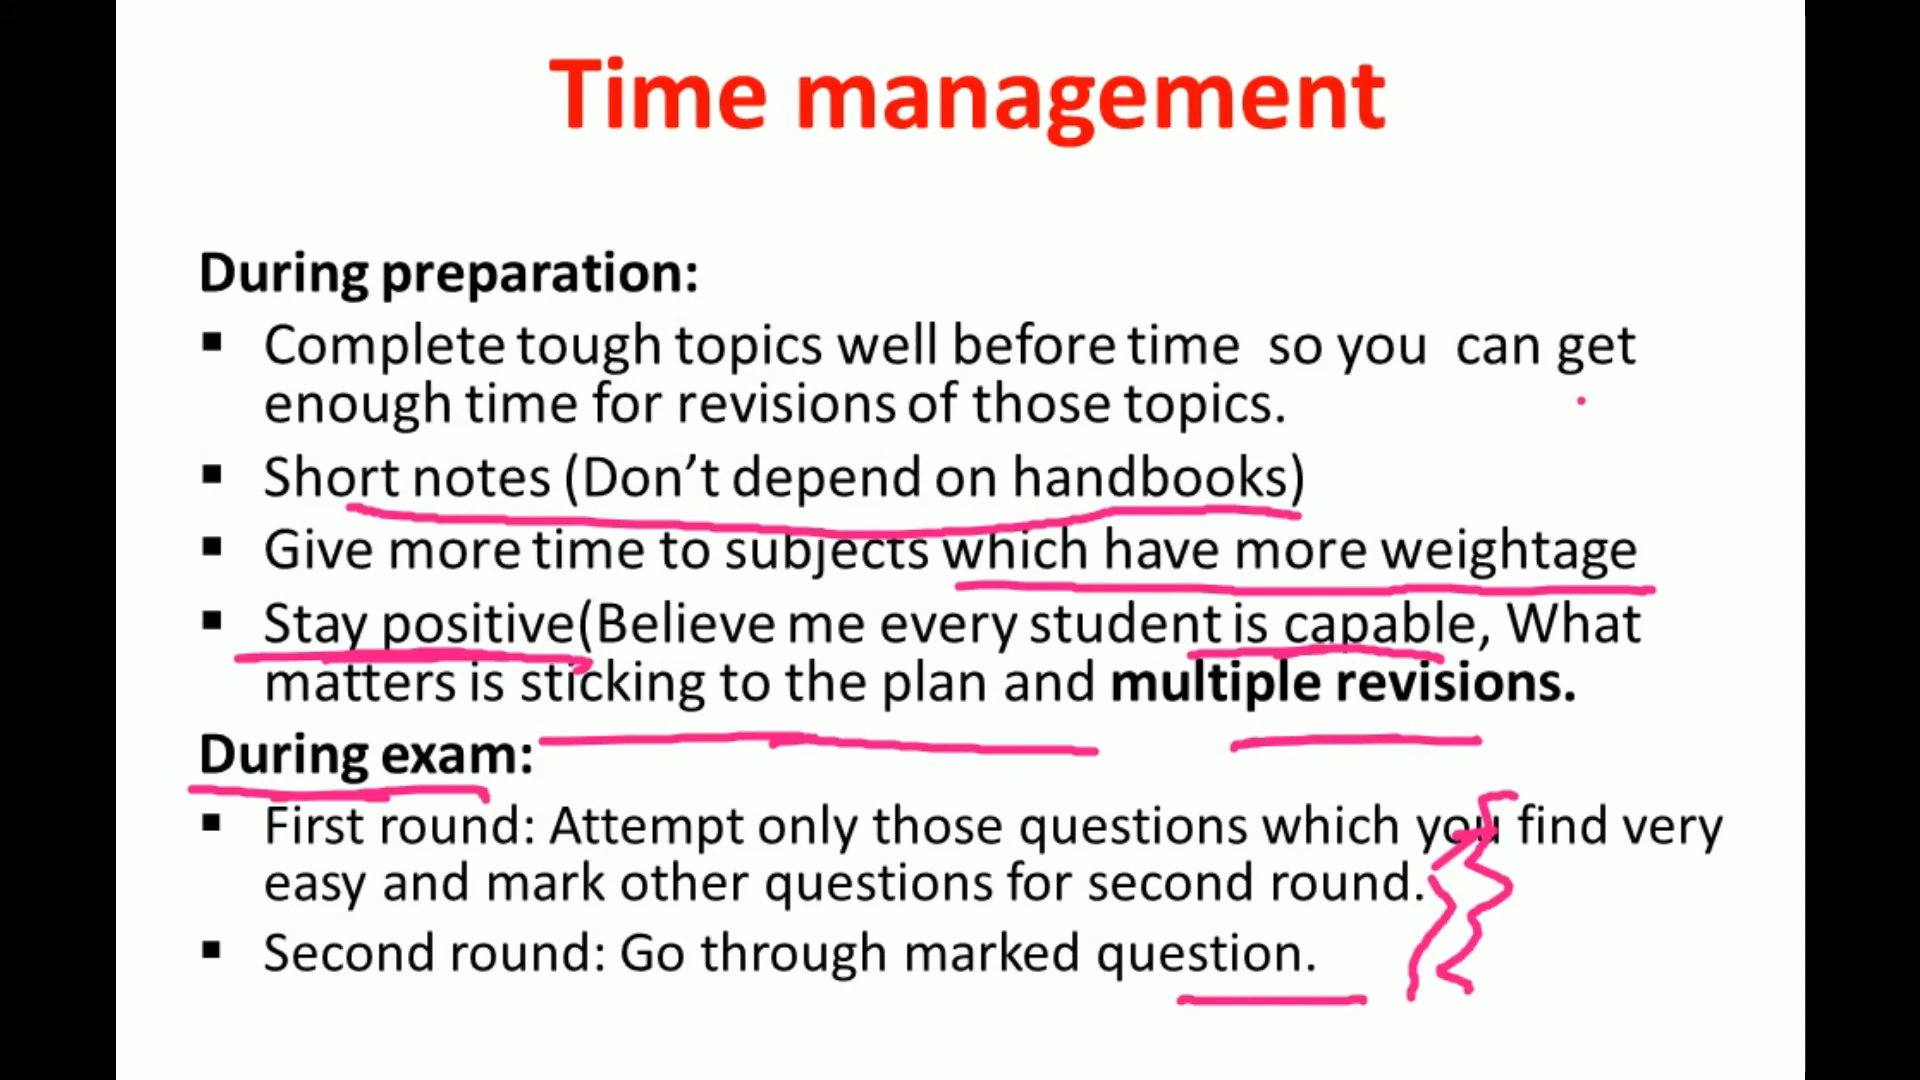 Time management
During preparation:
▪ Complete tough topics well before time so you can get
enough time for revisions of those topics.
▪ Short notes (Don’t depend on handbooks)
▪ Give more time to subjects which have more weightage
▪ Stay positive(Believe me every student is capable, What
matters is sticking to the plan and multiple revisions.
During exam:
▪ First round: Attempt only those questions which you find very
easy and mark other questions for second round.
▪ Second round: Go through marked question.